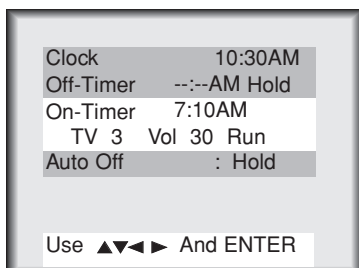 Clock 10:30AM
Off-Timer --:--AM Hold
On-Timer 7:10AM
TV 3 Vol 30 Run
Auto Off : Hold
Use ▲▼◄ ► And ENTER